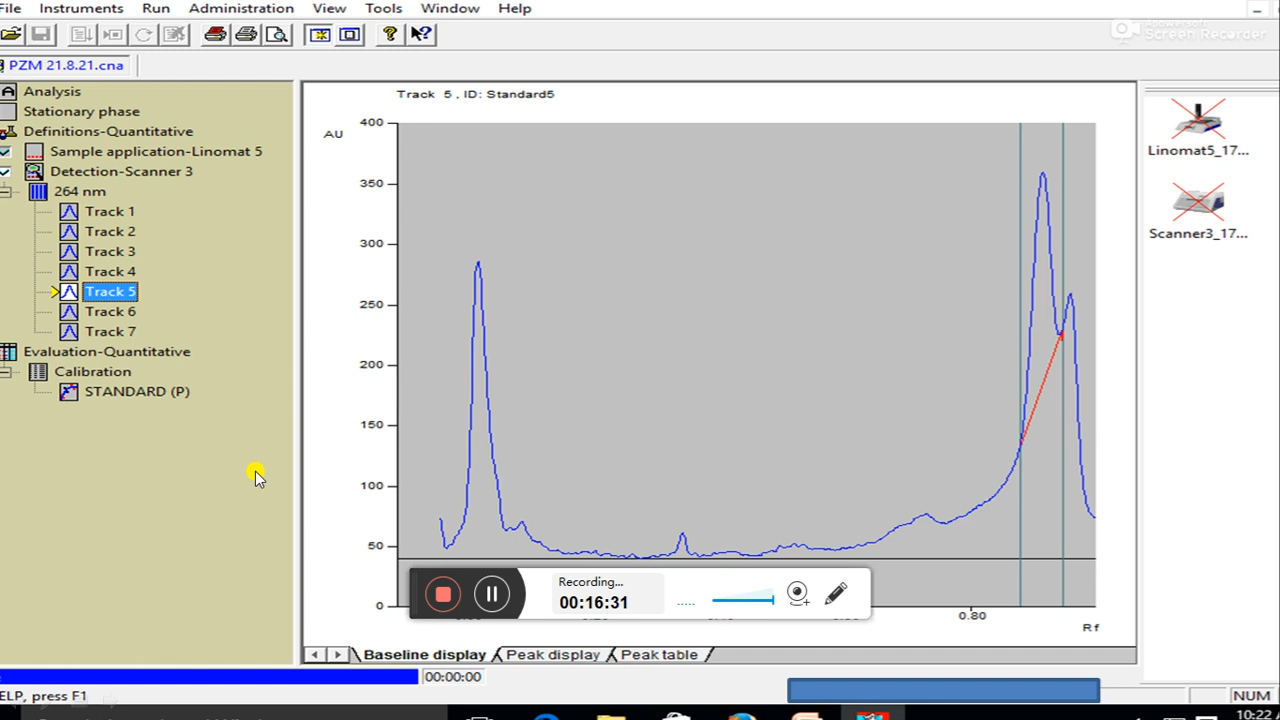 File Instruments Run Administration View Tools Window Help
Screen Recorder
PZM 21.8.21.cna
Analysis
Stationary phase
Definitions-Quantitative
Sample application-Linomat 5
Detection-Scanner 3
264 nm
Track 1
Track 2
Track 3
Track 4
Track 5
Track 6
Track 7
Evaluation-Quantitative
Calibration
STANDARD (P)
Track 5 , ID: Standard5
AU
400
350
300
250
200
150
100
50
0
0.80
Rf
Recording...
00:16:31
Baseline display
Peak display
Peak table
Linomat5_17...
Scanner3_17...
00:00:00
ELP, press F1
NUM
10:22